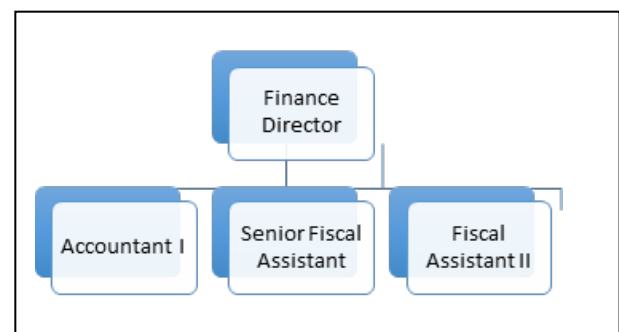 Finance
Director
Accountant I
Senior Fiscal
Assistant
Fiscal
Assistant II